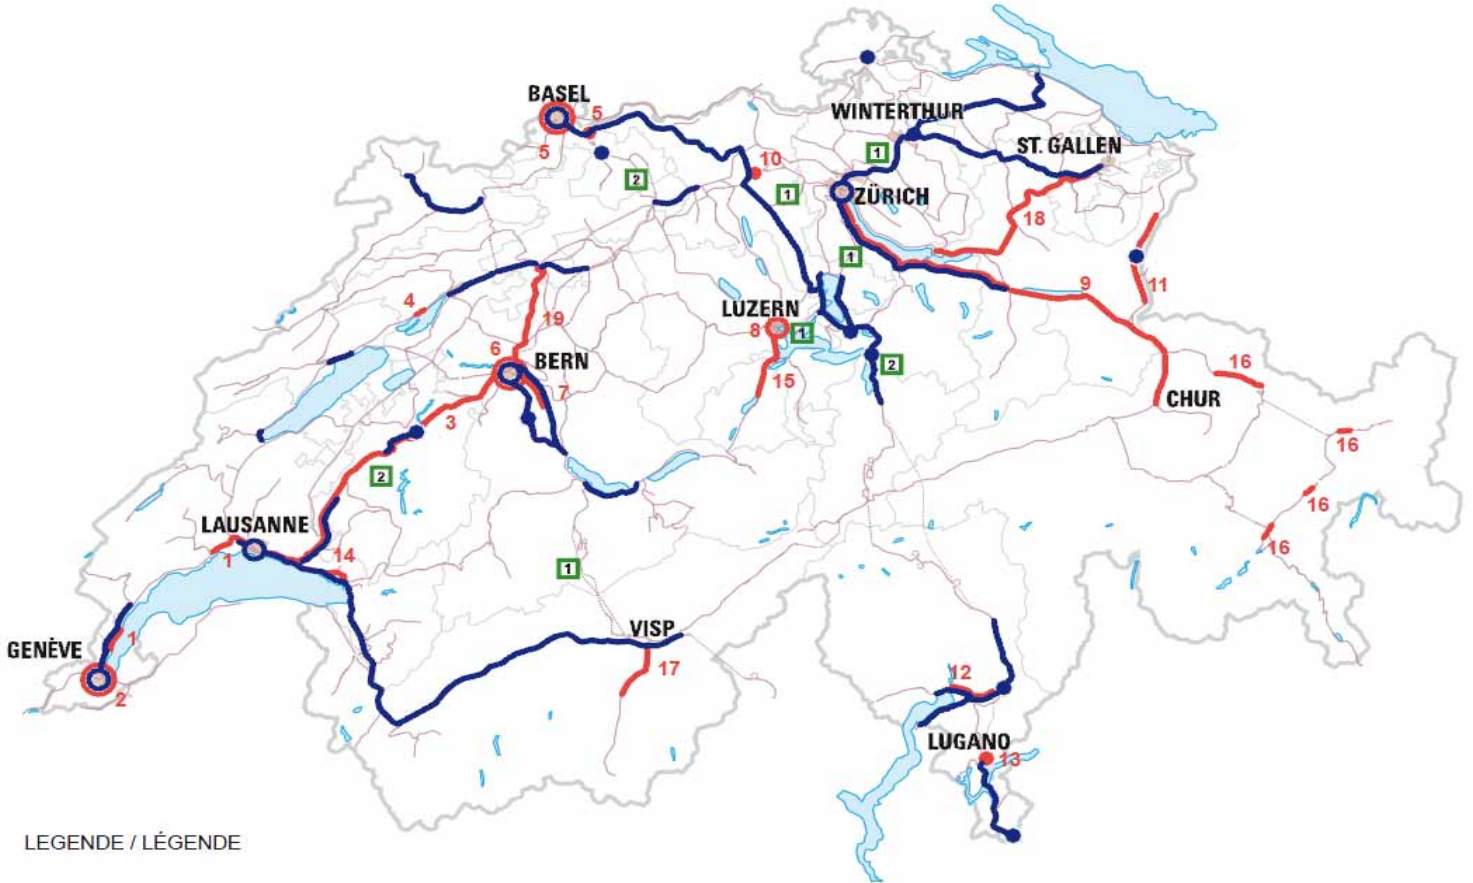 BASEL
5
5
WINTERTHUR
1
ST. GALLEN
10
2
1
ZÜRICH
18
1
9
11
4
LUZERN
8
1
19
6
BERN
2
15
16
7
CHUR
3
16
2
16
LAUSANNE
1
14
16
1
VISP
1
GENÈVE
17
12
2
LUGANO
13
LEGENDE / LÉGENDE